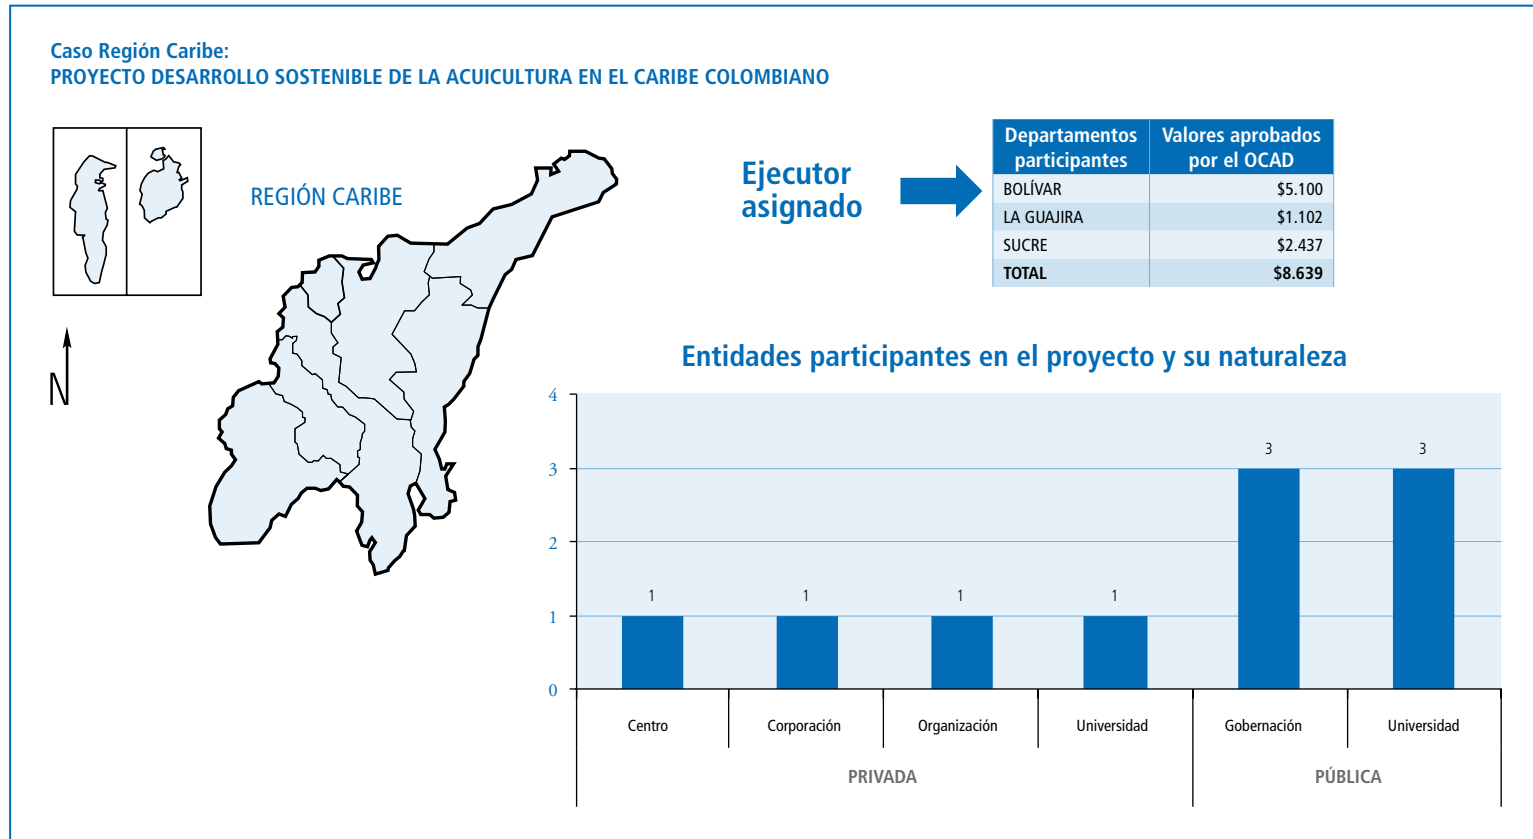 Caso Región Caribe:
PROYECTO DESARROLLO SOSTENIBLE DE LA ACUICULTURA EN EL CARIBE COLOMBIANO
REGIÓN CARIBE
N
Ejecutor
asignado
Departamentos participantes Valores aprobados por el OCAD
BOLÍVAR $5.100
LA GUAJIRA $1.102
SUCRE $2.437
TOTAL $8.639
Entidades participantes en el proyecto y su naturaleza
4
3
2
1
0
1 1 1 1 3 3
Centro Corporación Organización Universidad Gobernación Universidad
PRIVADA PÚBLICA